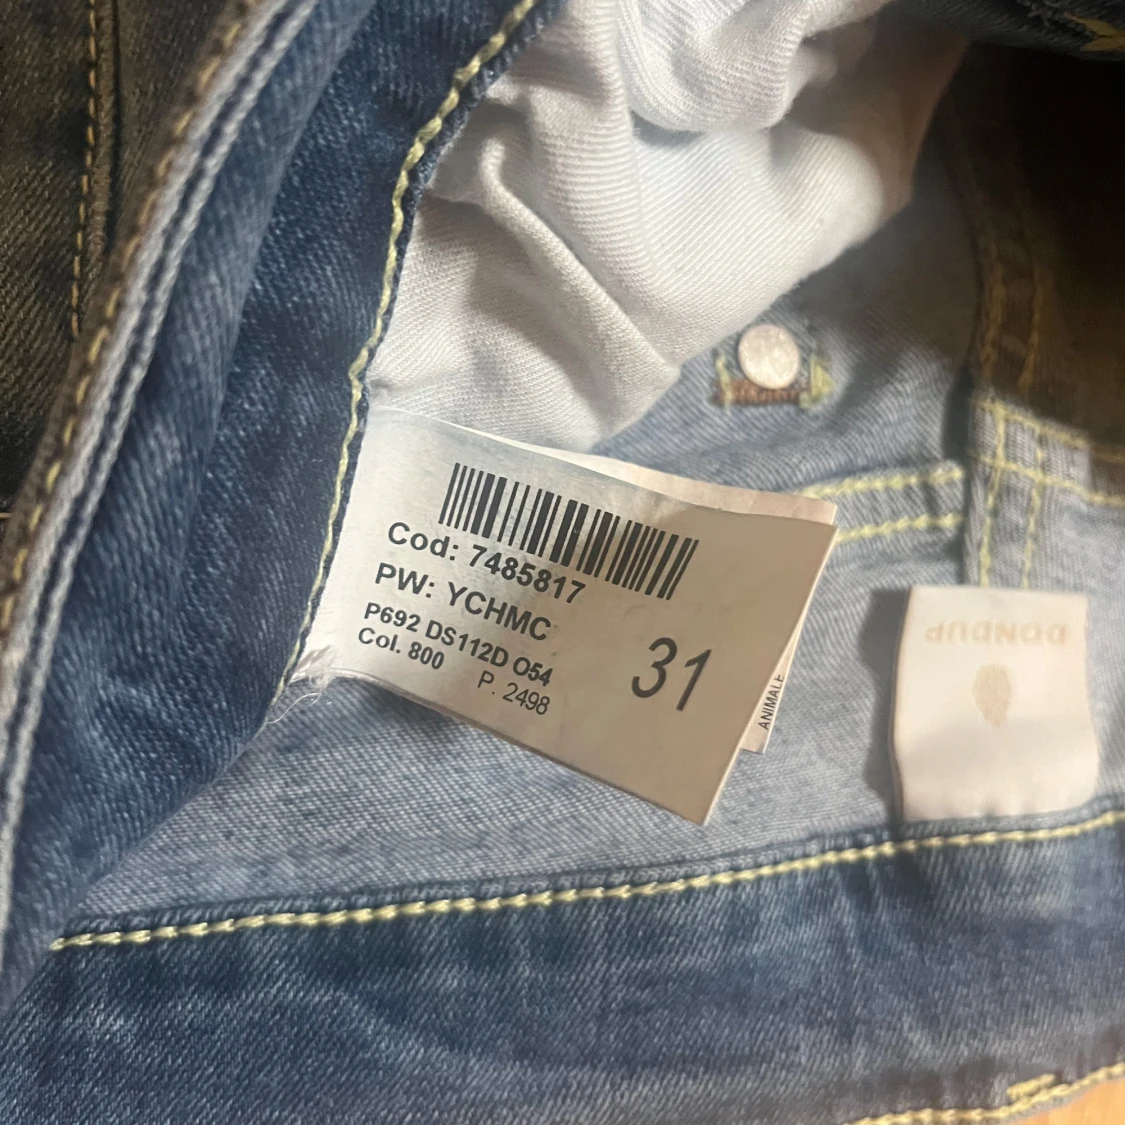 Cod: 7485817
PW: YCHMC
P692 DS112D O54
Col. 800
P. 2498
31
ANIMALE
DONDUP